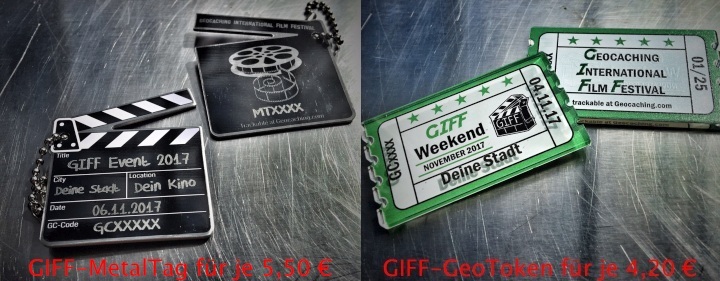 GEOCACHING INTERNATIONAL FILM FESTIVAL
MTXXXX
trackable at Geocaching.com
Title
GIFF Event 2017
City
Deine Stadt
Location
Dein Kino
Date
06.11.2017
GC-Code
GCXXXXX
GIFF-MetalTag für je 5,50 €
GEOCACHING
INTERNATIONAL
FILM FESTIVAL
trackable at Geocaching.com
01/25
GCXXXX
GIFF
Weekend
NOVEMBER 2017
Deine Stadt
04.11.17
GIFF-GeoToken für je 4,20 €